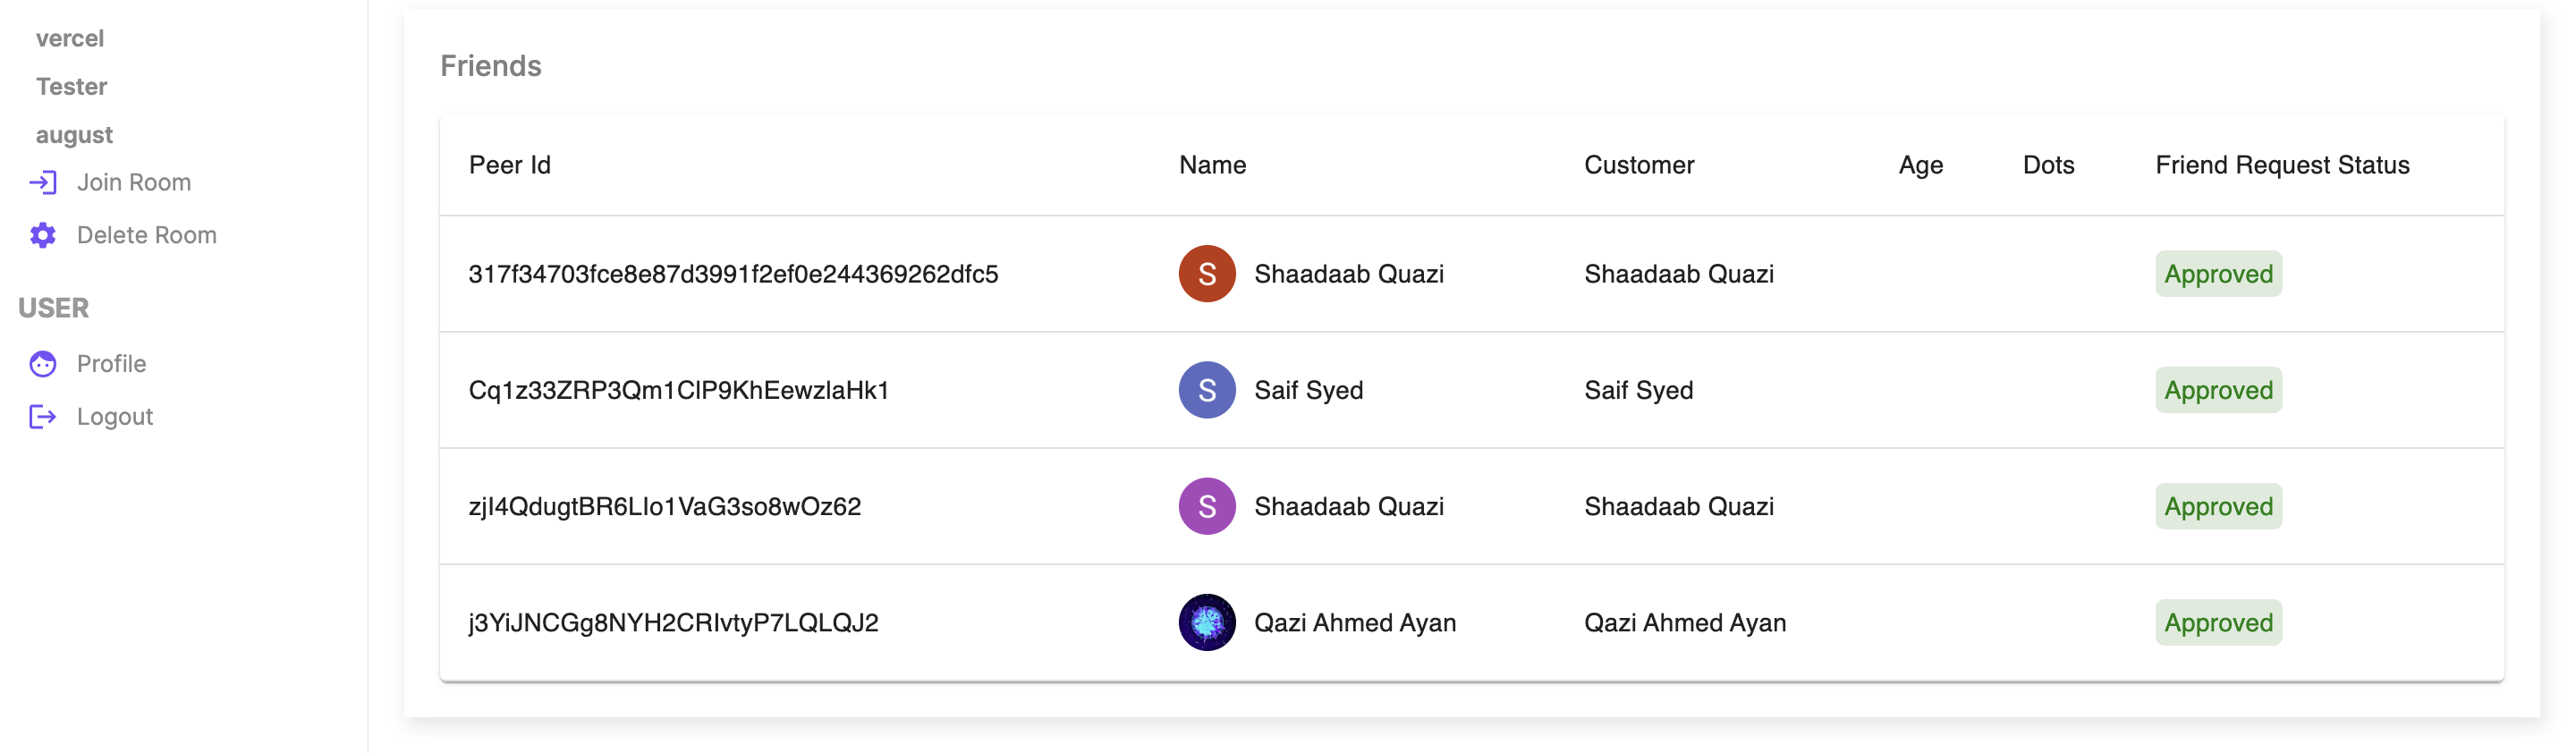 vercel
Tester
august
Join Room
Delete Room
USER
Profile
Logout
Friends
Peer Id Name Customer Age Dots Friend Request Status
317f34703fce8e87d3991f2ef0e244369262dfc5 S Shaadaab Quazi Shaadaab Quazi Approved
Cq1z33ZRP3Qm1ClP9KhEewzlaHk1 S Saif Syed Saif Syed Approved
zjI4QdugtBR6LIo1VaG3so8wOz62 S Shaadaab Quazi Shaadaab Quazi Approved
j3YiJNCGg8NYH2CRIvtyP7LQLQJ2 Qazi Ahmed Ayan Qazi Ahmed Ayan Approved